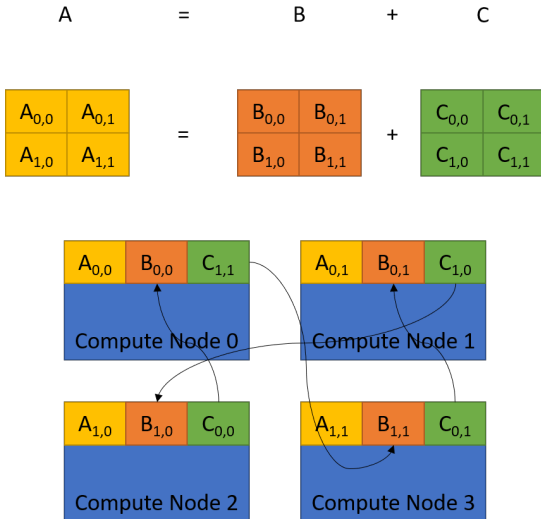 A = B + C
A0,0 A0,1 = B0,0 B0,1 + C0,0 C0,1
A1,0 A1,1 B1,0 B1,1 C1,0 C1,1
A0,0 B0,0 C1,1 A0,1 B0,1 C1,0
Compute Node 0 Compute Node 1
A1,0 B1,0 C0,0 A1,1 B1,1 C0,1
Compute Node 2 Compute Node 3